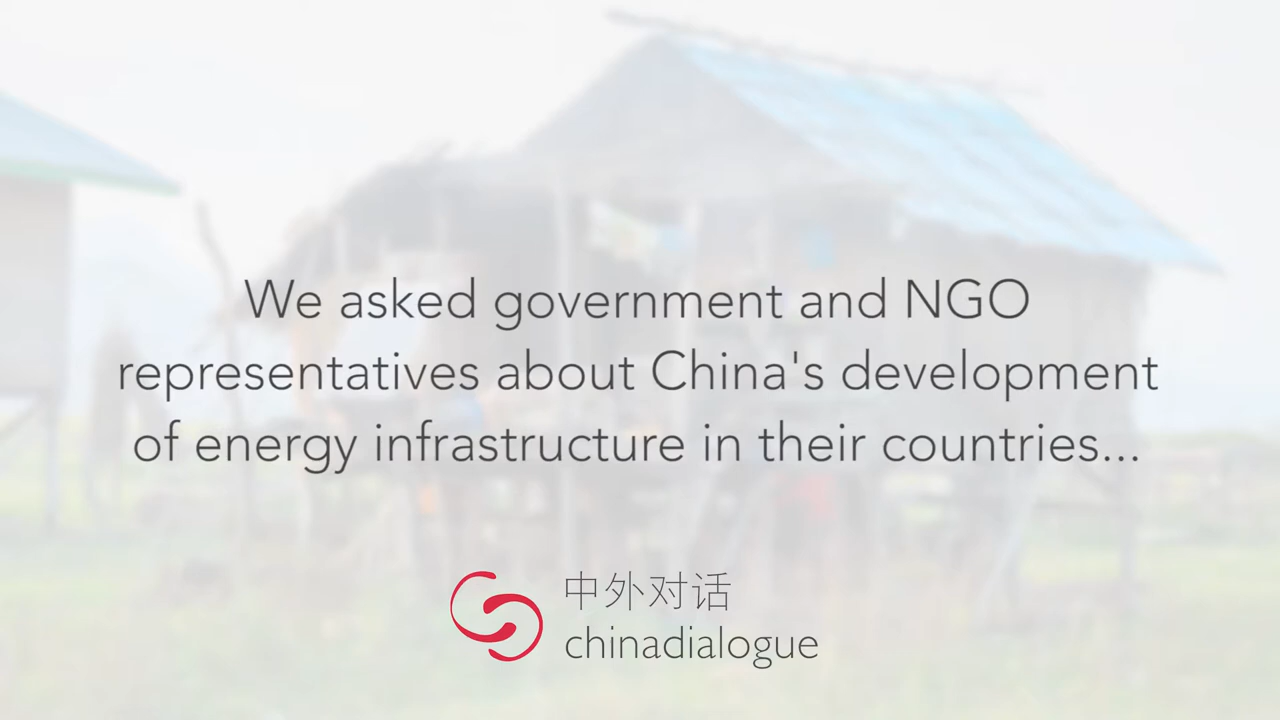 We asked government and NGO
representatives about China's development
of energy infrastructure in their countries...
中外对话
chinadialogue